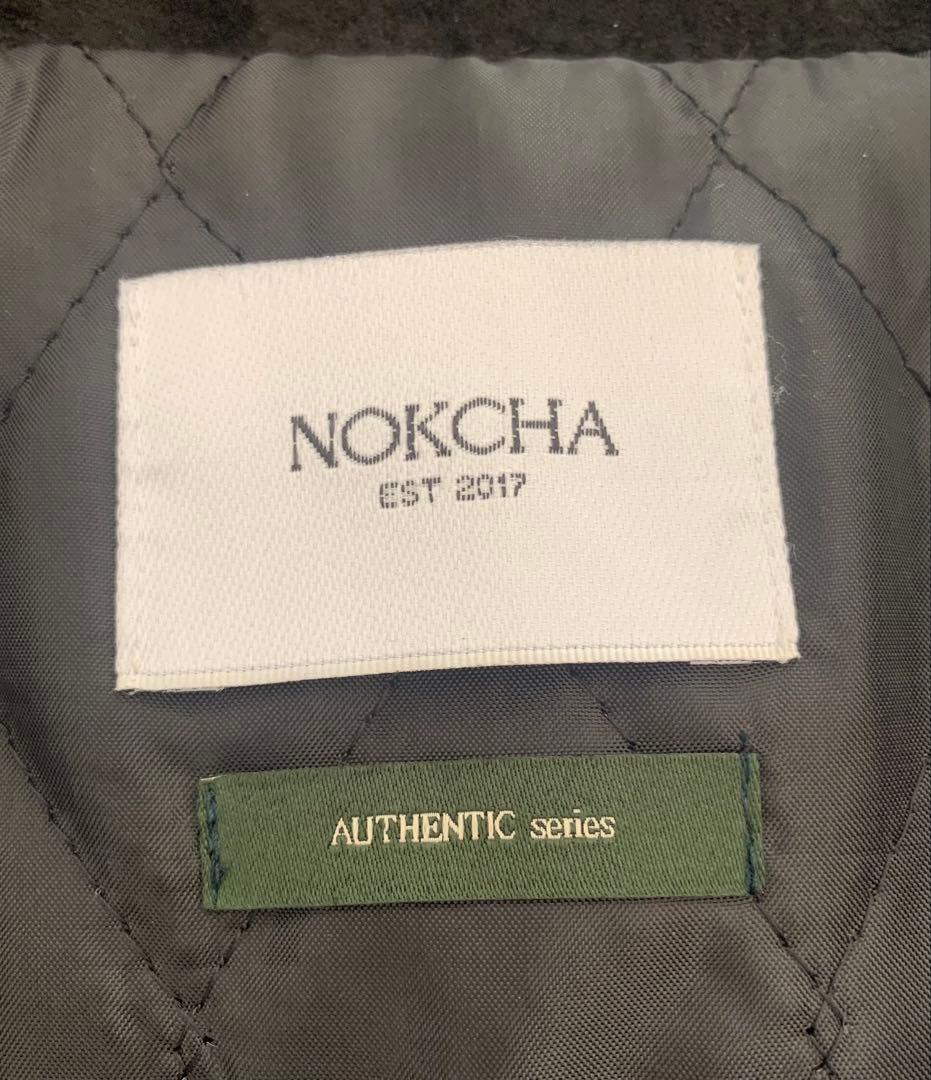 NOKCHA
EST 2017
AUTHENTIC series